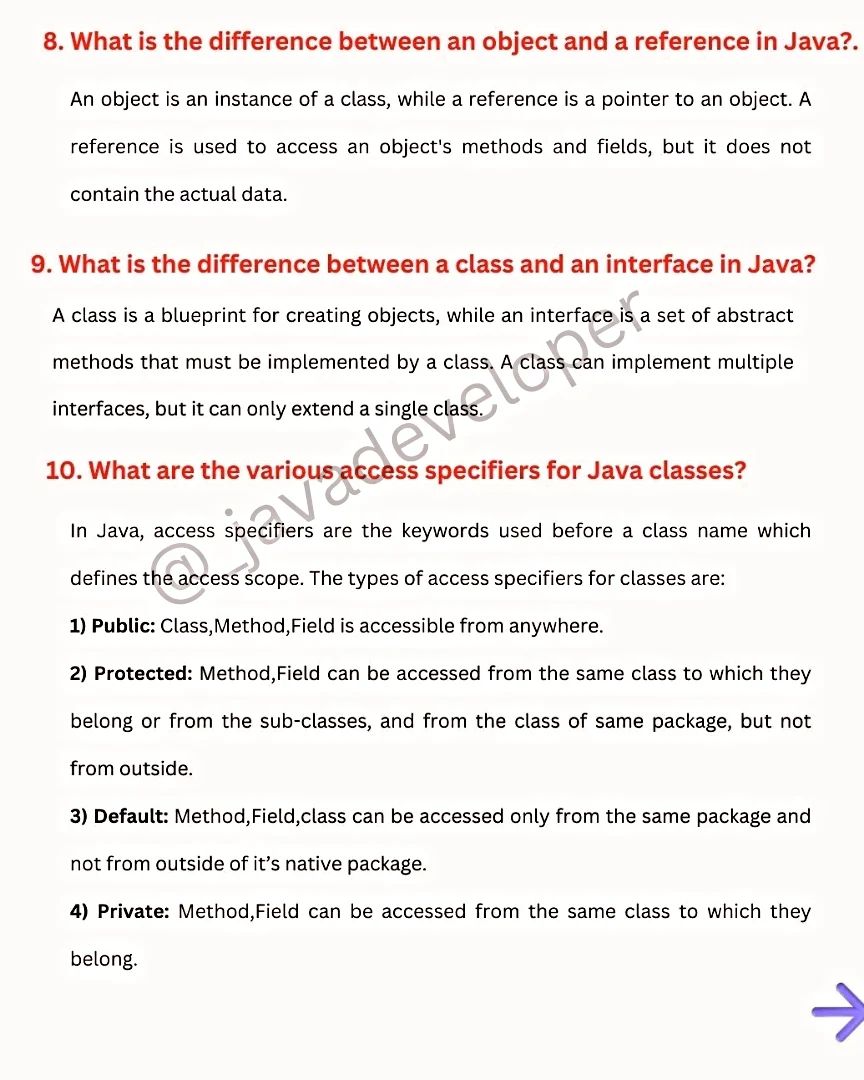 8. What is the difference between an object and a reference in Java?.
An object is an instance of a class, while a reference is a pointer to an object. A
reference is used to access an object's methods and fields, but it does not
contain the actual data.
9. What is the difference between a class and an interface in Java?
A class is a blueprint for creating objects, while an interface is a set of abstract
methods that must be implemented by a class. A class can implement multiple
interfaces, but it can only extend a single class.
10. What are the various access specifiers for Java classes?
In Java, access specifiers are the keywords used before a class name which
defines the access scope. The types of access specifiers for classes are:
1) Public: Class,Method,Field is accessible from anywhere.
2) Protected: Method,Field can be accessed from the same class to which they
belong or from the sub-classes, and from the class of same package, but not
from outside.
3) Default: Method,Field,class can be accessed only from the same package and
not from outside of it’s native package.
4) Private: Method,Field can be accessed from the same class to which they
belong.
@_javadeveloper